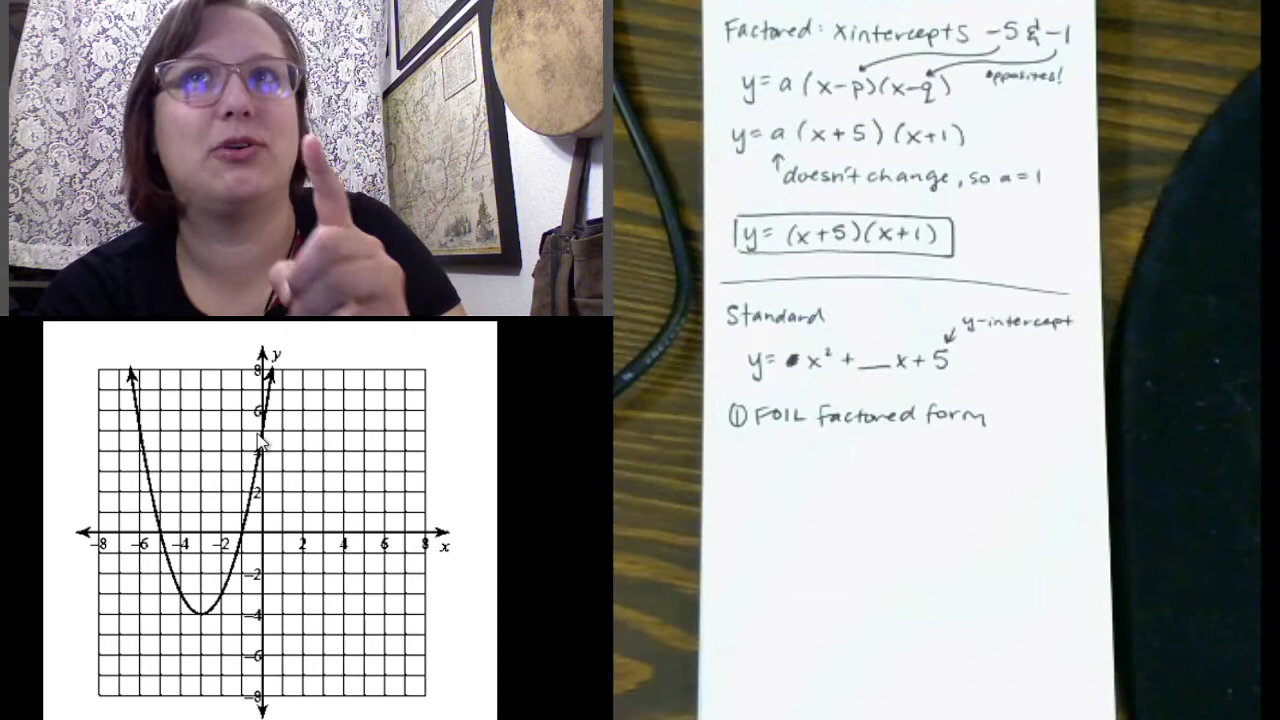 Factored: x intercepts -5 & -1
y = a (x-p)(x-q)
opposites!
y = a (x+5) (x+1)
doesn't change, so a = 1
y = (x+5)(x+1)
Standard
y-intercept
y = x² + __ x + 5
① FOIL factored form
y
8
6
4
2
-8 -6 -4 -2 2 4 6 8 x
-2
-4
-6
-8